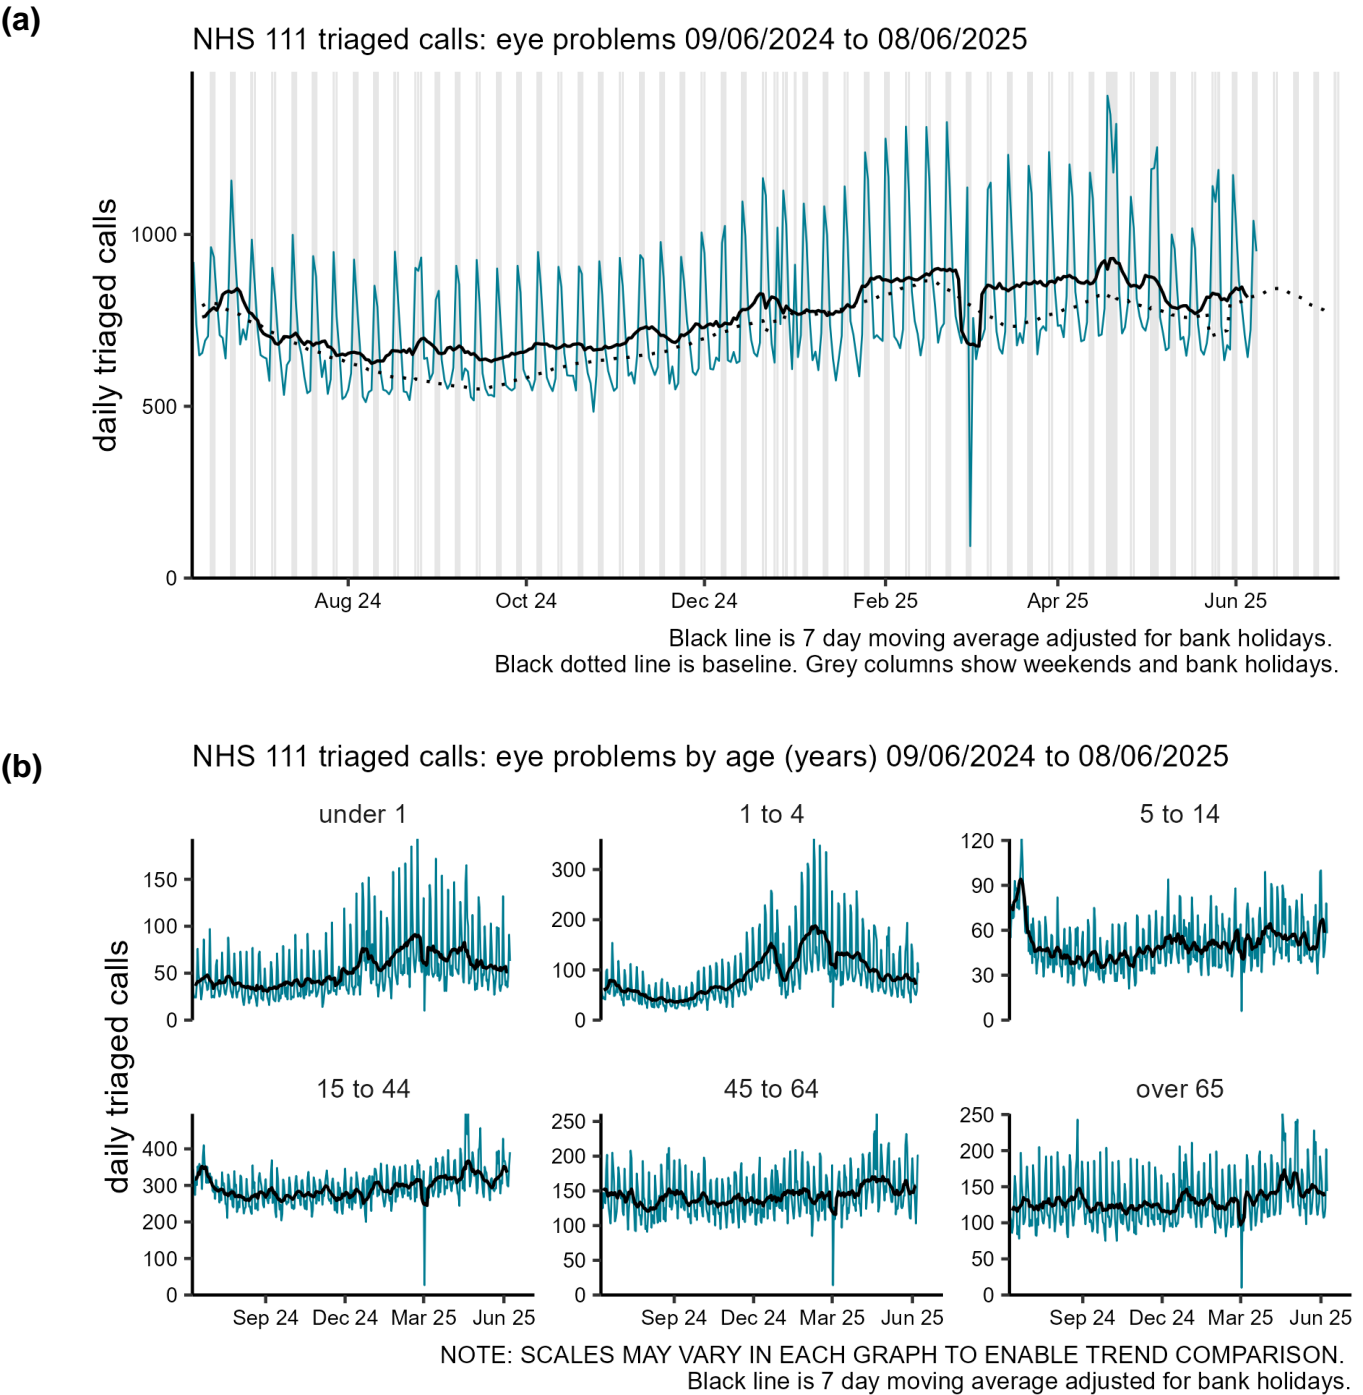 (a)
NHS 111 triaged calls: eye problems 09/06/2024 to 08/06/2025
daily triaged calls
1000
500
0
Aug 24 Oct 24 Dec 24 Feb 25 Apr 25 Jun 25
Black line is 7 day moving average adjusted for bank holidays.
Black dotted line is baseline. Grey columns show weekends and bank holidays.
(b)
NHS 111 triaged calls: eye problems by age (years) 09/06/2024 to 08/06/2025
daily triaged calls
under 1
150
100
50
0
1 to 4
300
200
100
0
5 to 14
120
90
60
30
0
15 to 44
400
300
200
100
0
Sep 24 Dec 24 Mar 25 Jun 25
45 to 64
250
200
150
100
50
0
Sep 24 Dec 24 Mar 25 Jun 25
over 65
250
200
150
100
50
0
Sep 24 Dec 24 Mar 25 Jun 25
NOTE: SCALES MAY VARY IN EACH GRAPH TO ENABLE TREND COMPARISON.
Black line is 7 day moving average adjusted for bank holidays.